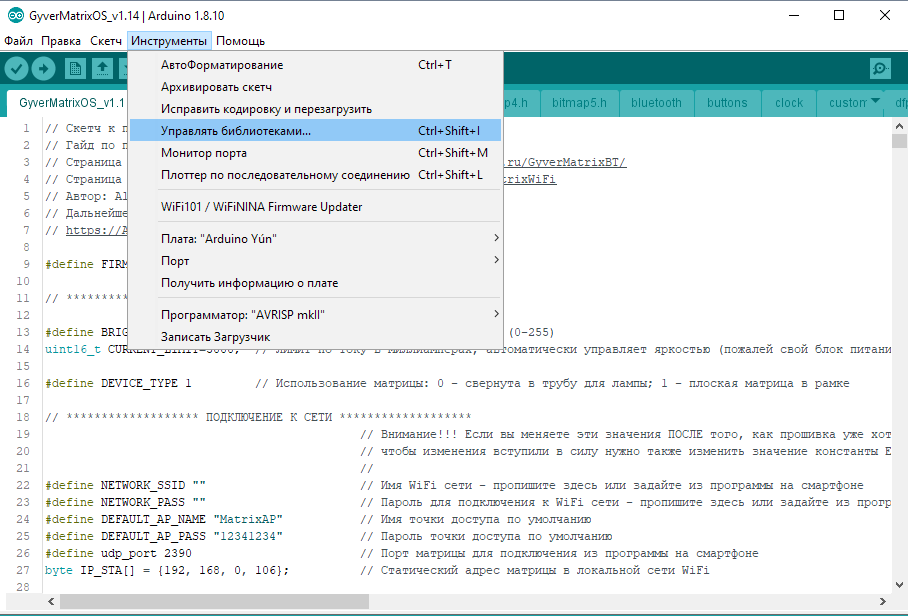 GyverMatrixOS_v1.14 | Arduino 1.8.10
Файл Правка Скетч Инструменты Помощь
АвтоФорматирование Ctrl+T
Архивировать скетч
Исправить кодировку и перезагрузить
Управлять библиотеками... Ctrl+Shift+I
Монитор порта Ctrl+Shift+M
Плоттер по последовательному соединению Ctrl+Shift+L
WiFi101 / WiFiNINA Firmware Updater
Плата: "Arduino Yún"
Порт
Получить информацию о плате
Программатор: "AVRISP mkII"
Записать Загрузчик
GyverMatrixOS_v1.1 p4.h bitmap5.h bluetooth buttons clock custom dfp
1 // Скетч к п
2 // Гайд по п
3 // Страница .ru/GyverMatrixBT/
4 // Страница trixWiFi
5 // Автор: Al
6 // Дальнейше
7 // https://A
8
9 #define FIRM
10
11 // *********
12
13 #define BRIG (0-255)
14 uint16_t // лимит по току в миллиамперах, автоматически управляет яркостью (пожалей свой блок питани
15
16 #define DEVICE_TYPE 1 // Использование матрицы: 0 - свернута в трубу для лампы; 1 - плоская матрица в рамке
17
18 // ******************* ПОДКЛЮЧЕНИЕ К СЕТИ *******************
19 // Внимание!!! Если вы меняете эти значения ПОСЛЕ того, как прошивка уже хот
20 // чтобы изменения вступили в силу нужно также изменить значение константы E
21 //
22 #define NETWORK_SSID "" // Имя WiFi сети - пропишите здесь или задайте из программы на смартфоне
23 #define NETWORK_PASS "" // Пароль для подключения к WiFi сети - пропишите здесь или задайте из прогр
24 #define DEFAULT_AP_NAME "MatrixAP" // Имя точки доступа по умолчанию
25 #define DEFAULT_AP_PASS "12341234" // Пароль точки доступа по умолчанию
26 #define udp_port 2390 // Порт матрицы для подключения из программы на смартфоне
27 byte IP_STA[] = {192, 168, 0, 106}; // Статический адрес матрицы в локальной сети WiFi
28